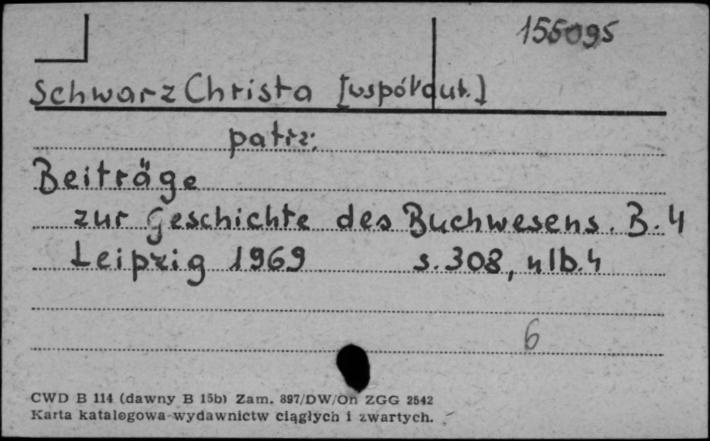 155095
Schwarz Christa [współaut.]
patrz:
Beiträge
zur Geschichte des Buchwesens. B. 4
Leipzig 1969 s. 308, nlb. 4
6
CWD B 114 (dawny B 15b) Zam. 897/DW/On ZGG 2542
Karta katalogowa wydawnictw ciągłych i zwartych.